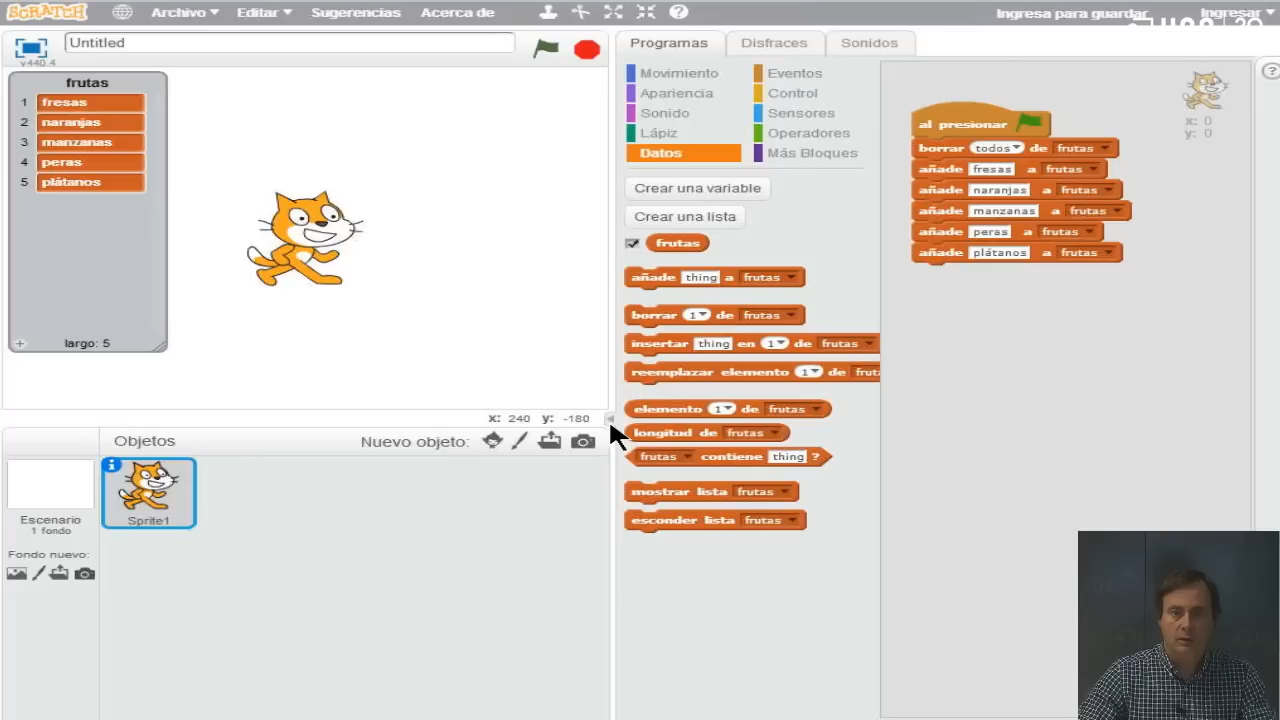 SCRATCH Archivo Editar Sugerencias Acerca de Ingresa para guardar Ingresar
Untitled
v440.4
frutas
1 fresas
2 naranjas
3 manzanas
4 peras
5 plátanos
+ largo: 5
x: 240 y: -180
Objetos Nuevo objeto:
Escenario
1 fondo
Fondo nuevo:
i
Sprite1
Programas Disfraces Sonidos
Movimiento Eventos
Apariencia Control
Sonido Sensores
Lápiz Operadores
Datos Más Bloques
Crear una variable
Crear una lista
frutas
añade thing a frutas
borrar 1 de frutas
insertar thing en 1 de frutas
reemplazar elemento 1 de fruta
elemento 1 de frutas
longitud de frutas
frutas contiene thing ?
mostrar lista frutas
esconder lista frutas
al presionar
borrar todos de frutas
añade fresas a frutas
añade naranjas a frutas
añade manzanas a frutas
añade peras a frutas
añade plátanos a frutas
x: 0
y: 0
?